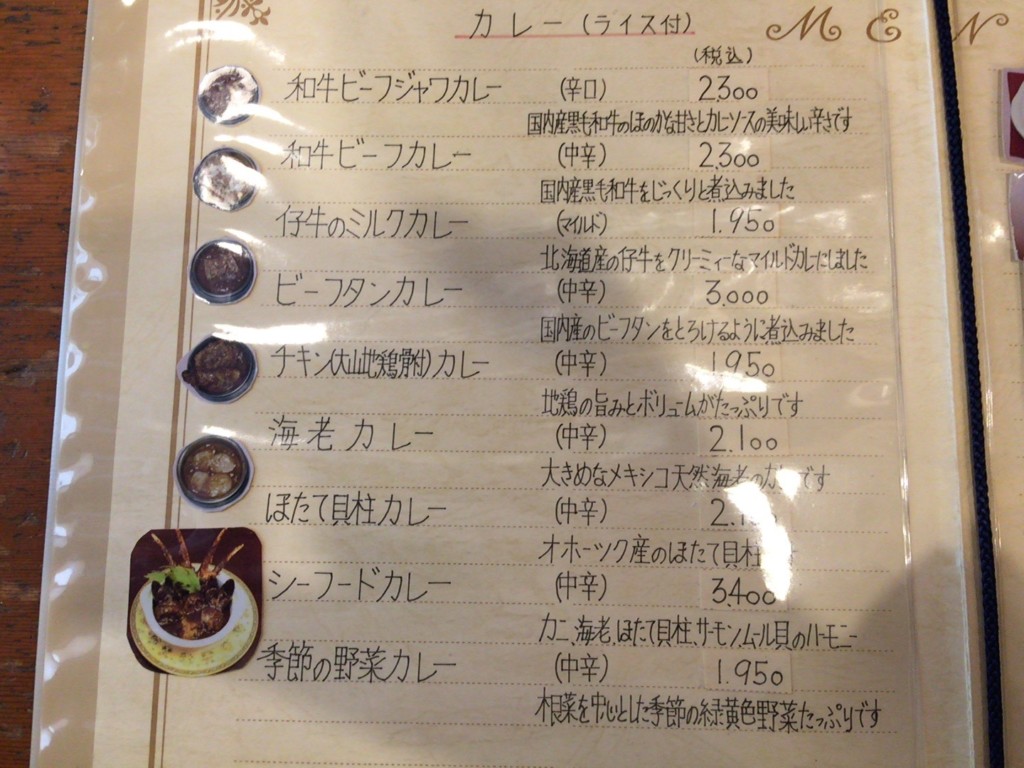 MEN
カレー(ライス付)
(税込)
和牛ビーフジャワカレー (辛口) 2300
国内産黒毛和牛のほのかな甘さとカレーソースの美味しい辛さです
和牛ビーフカレー (中辛) 2,300
国内産黒毛和牛をじっくりと煮込みました
仔牛のミルクカレー (マイルド) 1.950
北海道産の仔牛をクリーミィーなマイルドカレーにしました
ビーフタンカレー (中辛) 3,000
国内産のビーフタンをとろけるように煮込みました
チキン(大山地鶏骨付)カレー (中辛) 1950
地鶏の旨みとボリュームがたっぷりです
海老カレー (中辛) 2.100
大きめなメキシコ天然海老の です
ほたて貝柱カレー (中辛)
オホーツク産のほたて貝柱
シーフードカレー (中辛) 3,400
カニ、海老、ほたて貝柱、サーモン、ムール貝のハーモニー
季節の野菜カレー (中辛) 1.950
根菜を中心とした季節の緑黄色野菜たっぷりです